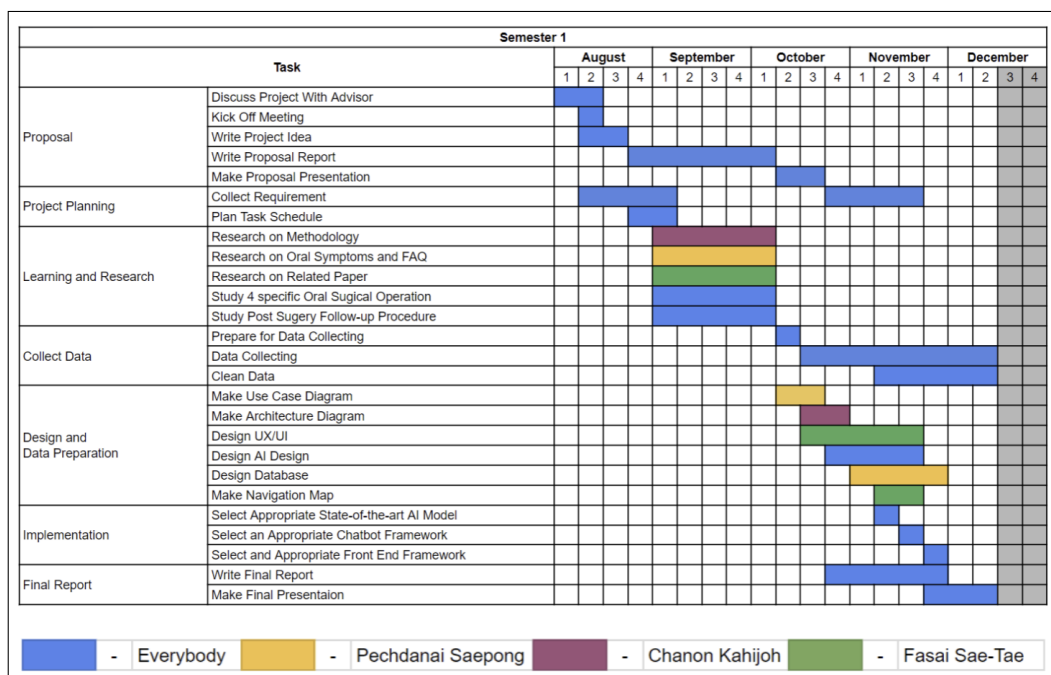 Semester 1
Task
August September October November December
1 2 3 4 1 2 3 4 1 2 3 4 1 2 3 4 1 2 3 4
Proposal
Discuss Project With Advisor
Kick Off Meeting
Write Project Idea
Write Proposal Report
Make Proposal Presentation
Project Planning
Collect Requirement
Plan Task Schedule
Learning and Research
Research on Methodology
Research on Oral Symptoms and FAQ
Research on Related Paper
Study 4 specific Oral Sugical Operation
Study Post Sugery Follow-up Procedure
Collect Data
Prepare for Data Collecting
Data Collecting
Clean Data
Design and
Data Preparation
Make Use Case Diagram
Make Architecture Diagram
Design UX/UI
Design AI Design
Design Database
Make Navigation Map
Implementation
Select Appropriate State-of-the-art AI Model
Select an Appropriate Chatbot Framework
Select and Appropriate Front End Framework
Final Report
Write Final Report
Make Final Presentaion
- Everybody - Pechdanai Saepong - Chanon Kahijoh - Fasai Sae-Tae